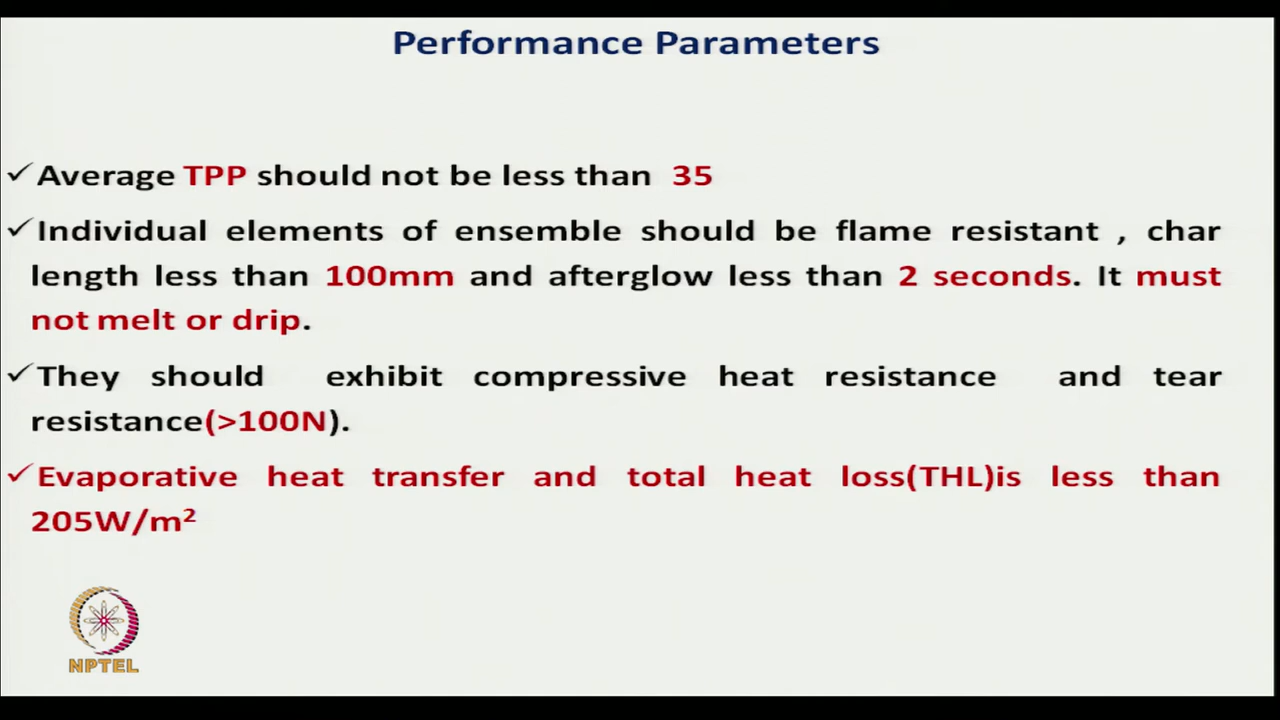 Performance Parameters
✓Average TPP should not be less than 35
✓Individual elements of ensemble should be flame resistant , char
length less than 100mm and afterglow less than 2 seconds. It must
not melt or drip.
✓They should exhibit compressive heat resistance and tear
resistance(>100N).
✓Evaporative heat transfer and total heat loss(THL)is less than
205W/m²
NPTEL